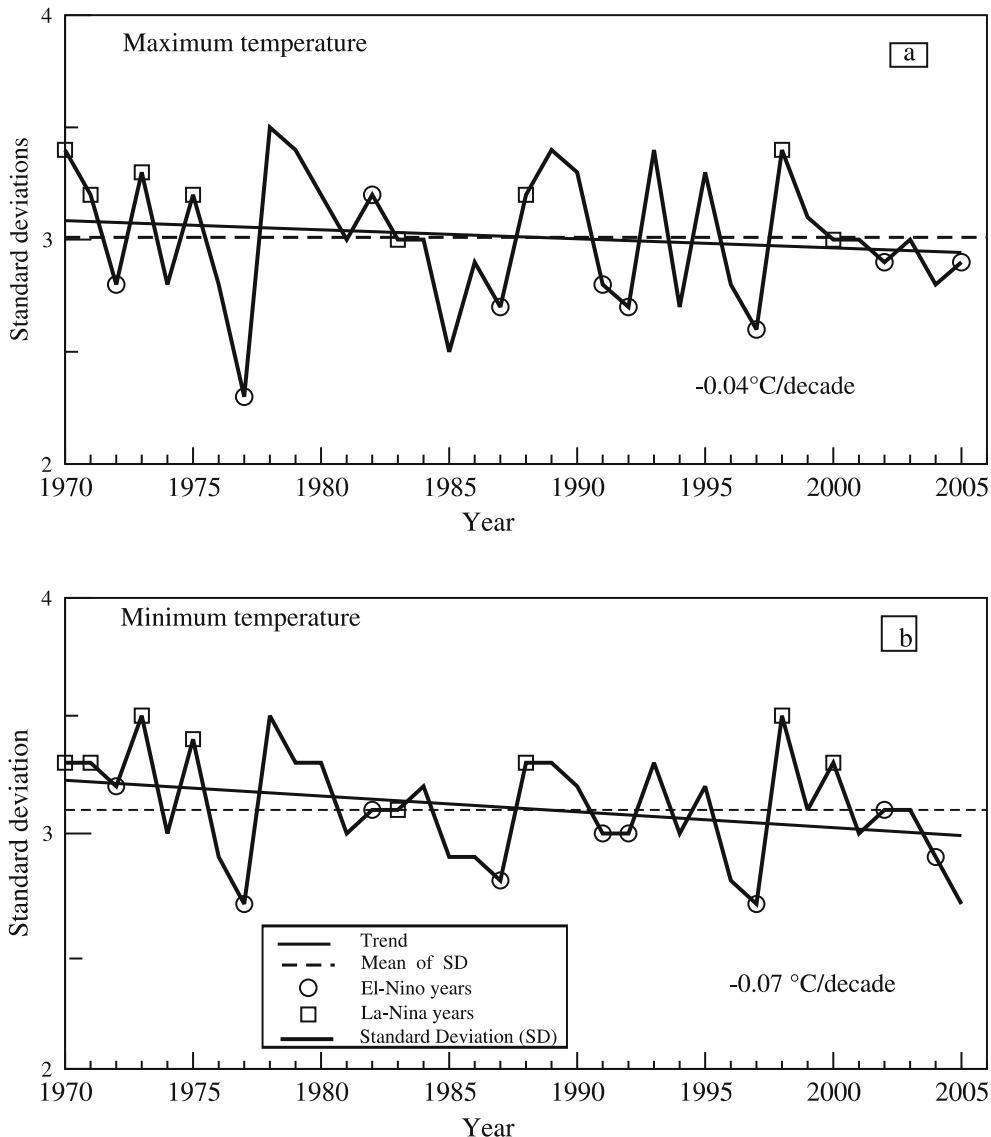 4
Maximum temperature
a
Standard deviations
3
-0.04°C/decade
2
1970 1975 1980 1985 1990 1995 2000 2005
Year
4
Minimum temperature
b
Standard deviation
3
Trend
Mean of SD
El-Nino years
La-Nina years
Standard Deviation (SD)
-0.07 °C/decade
2
1970 1975 1980 1985 1990 1995 2000 2005
Year